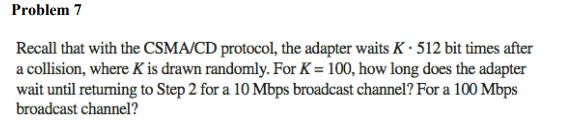 Problem 7
Recall that with the CSMA/CD protocol, the adapter waits K · 512 bit times after
a collision, where K is drawn randomly. For K = 100, how long does the adapter
wait until returning to Step 2 for a 10 Mbps broadcast channel? For a 100 Mbps
broadcast channel?